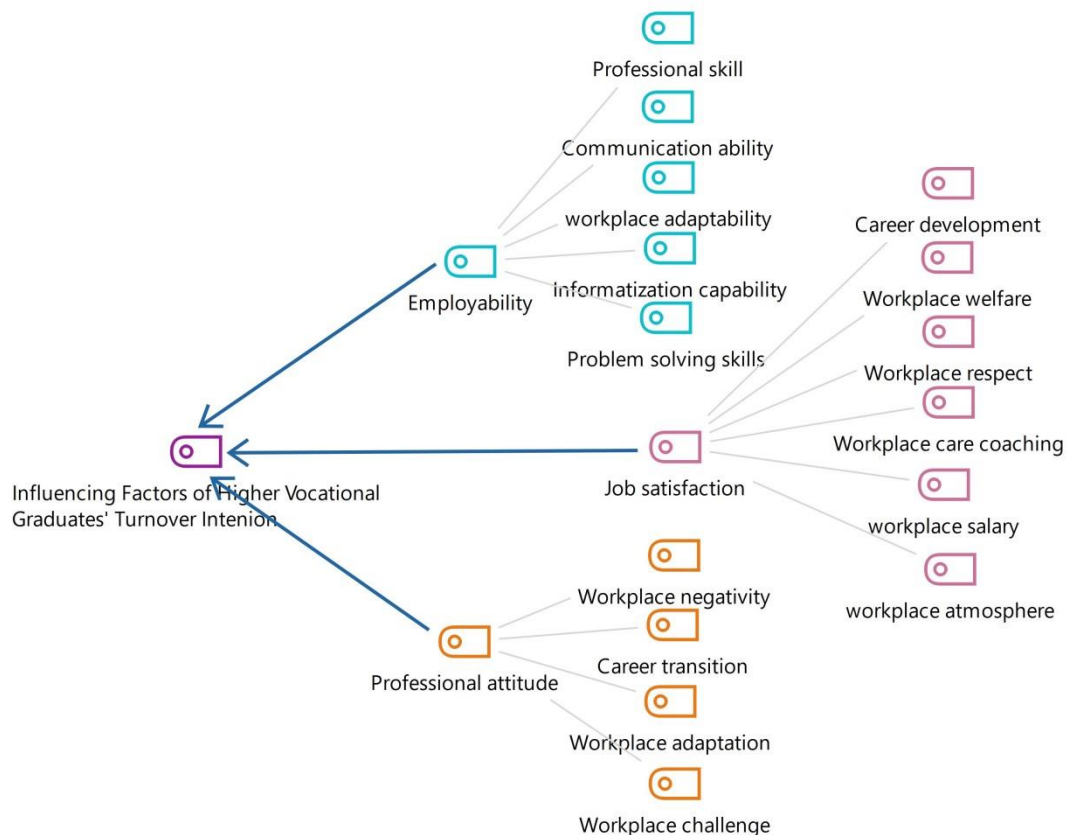 Professional skill
Communication ability
workplace adaptability
informatization capability
Problem solving skills
Employability
Career development
Workplace welfare
Workplace respect
Workplace care coaching
workplace salary
workplace atmosphere
Job satisfaction
Influencing Factors of Higher Vocational
Graduates' Turnover Intenion
Workplace negativity
Career transition
Workplace adaptation
Workplace challenge
Professional attitude